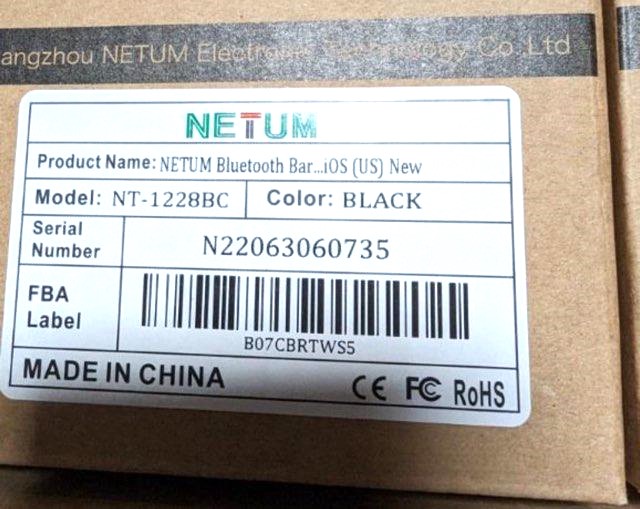 angzhou NETUM Electronic Technology Co.,Ltd
NETUM
Product Name: NETUM Bluetooth Bar...iOS (US) New
Model: NT-1228BC Color: BLACK
Serial Number N22063060735
FBA Label
B07CBRTWS5
MADE IN CHINA CE FC RoHS